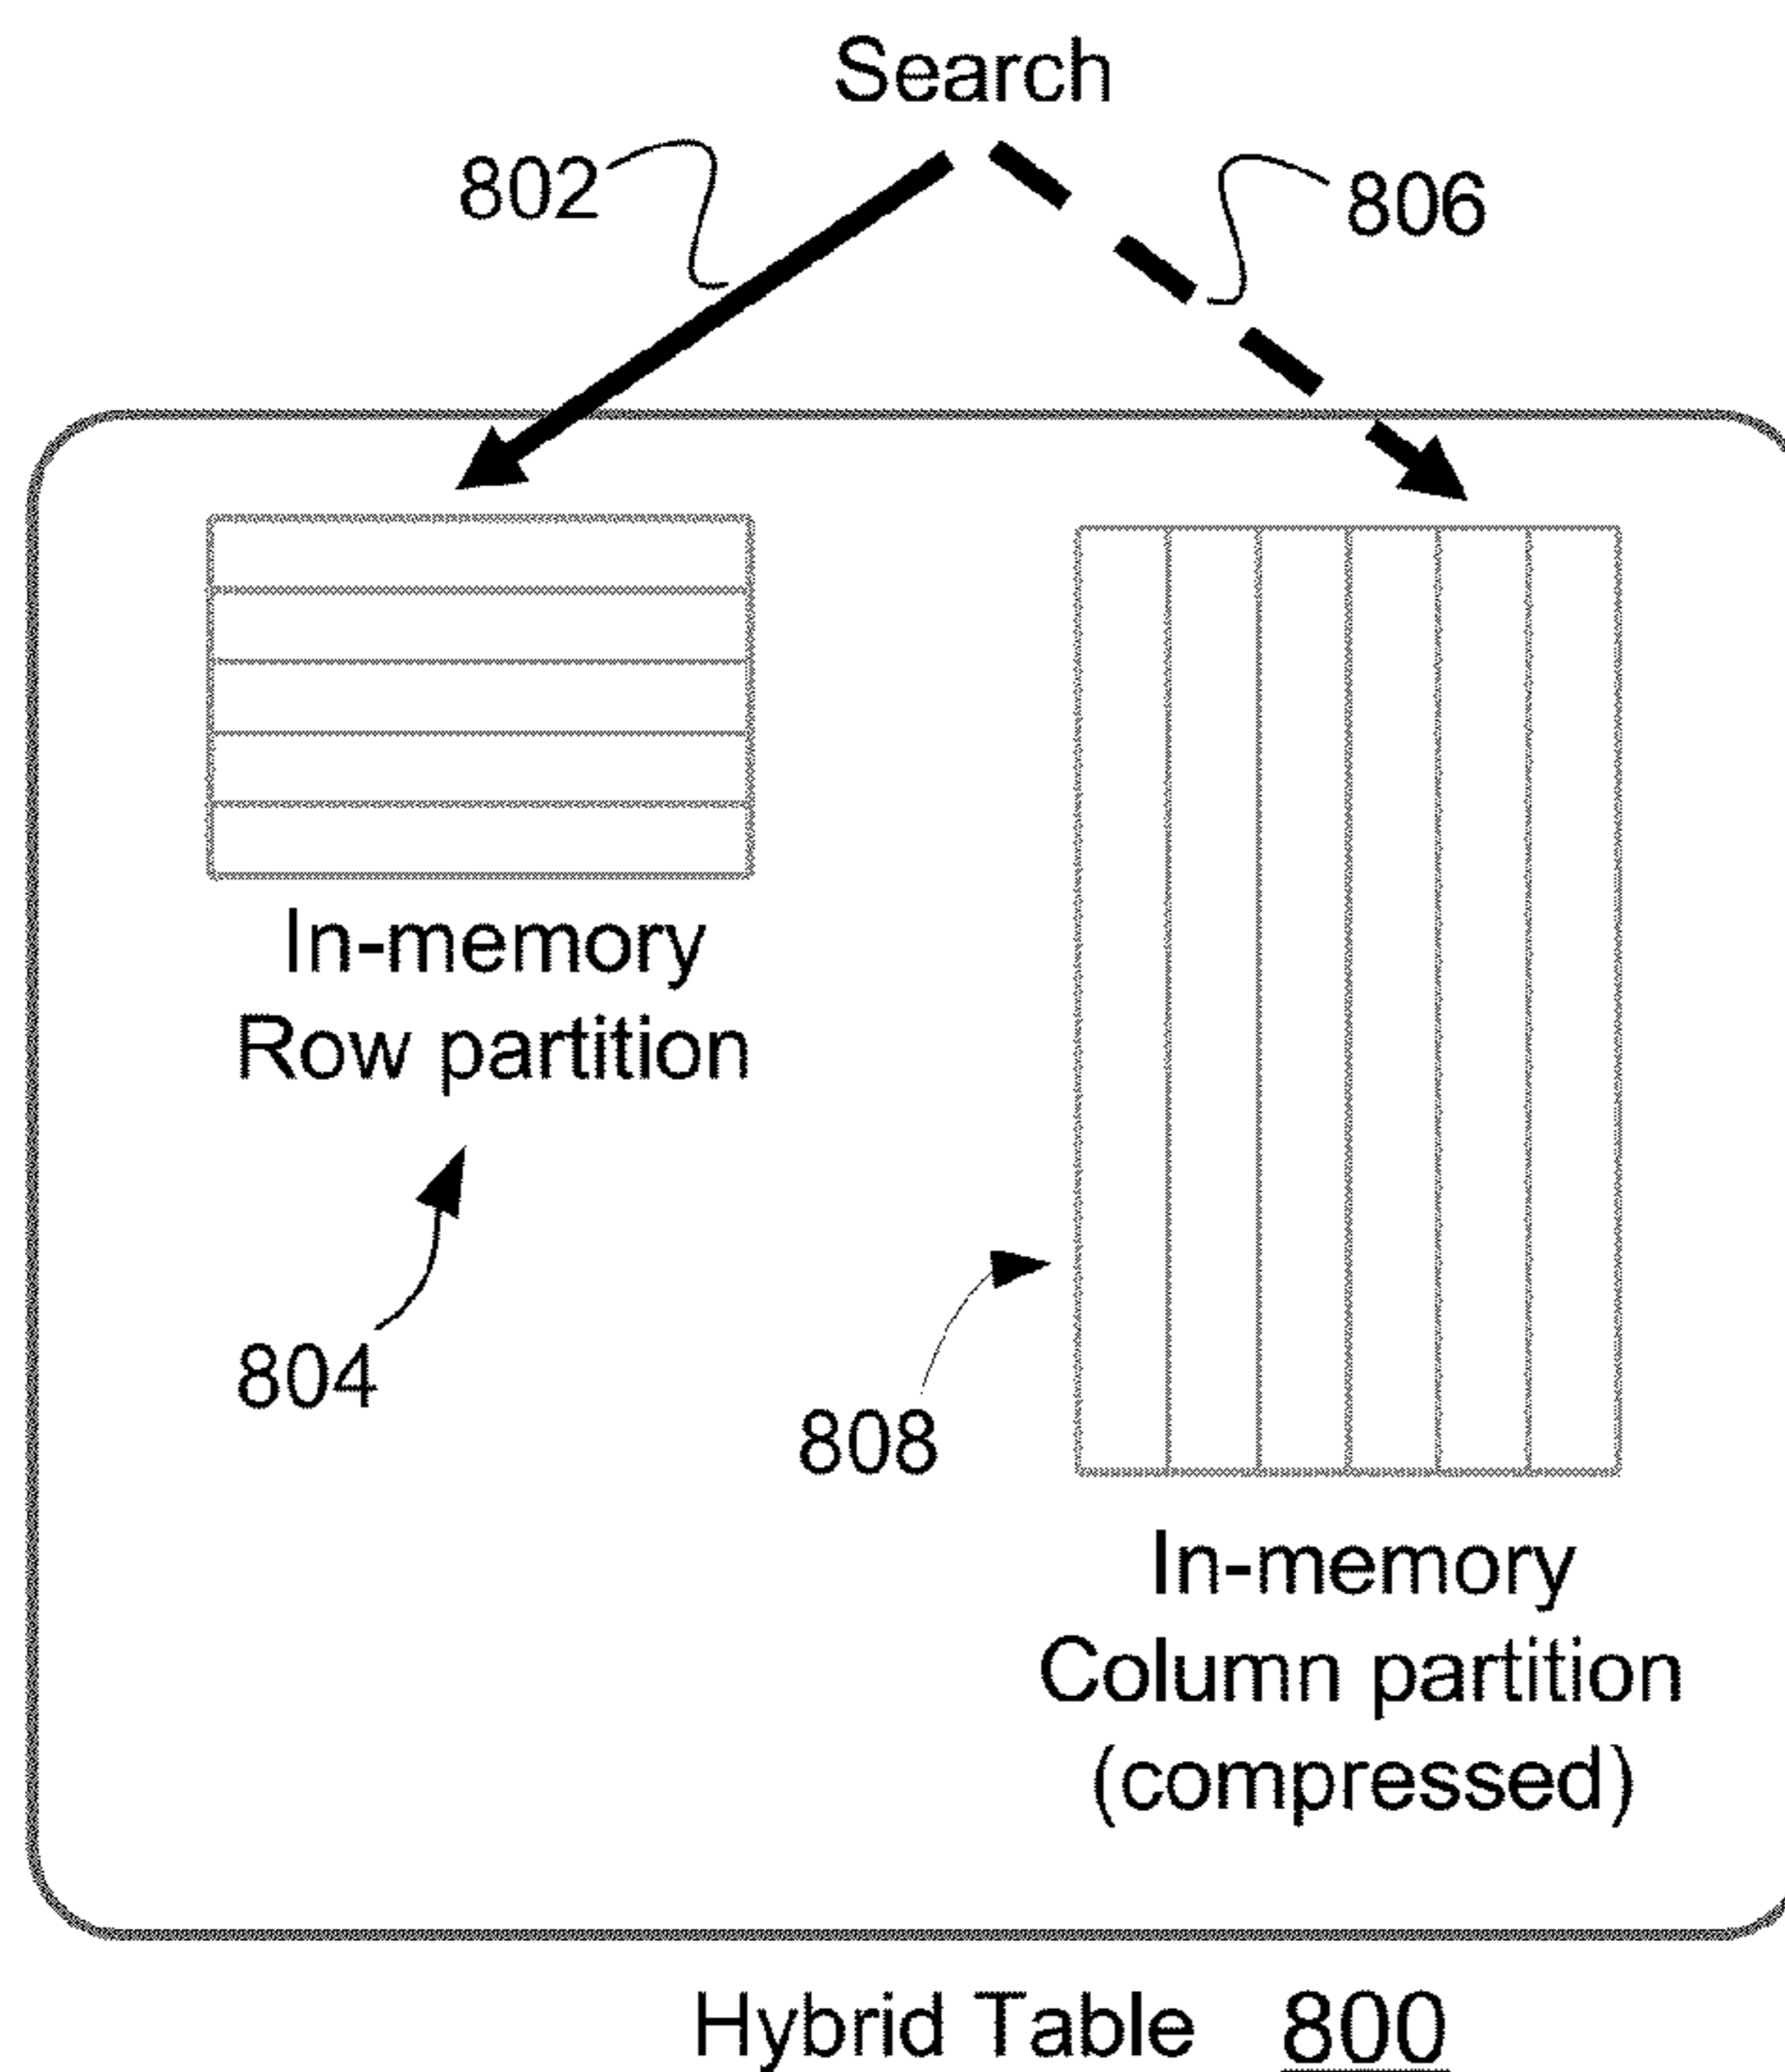 Search
802
806
In-memory
Row partition
804
808
In-memory
Column partition
(compressed)
Hybrid Table 800